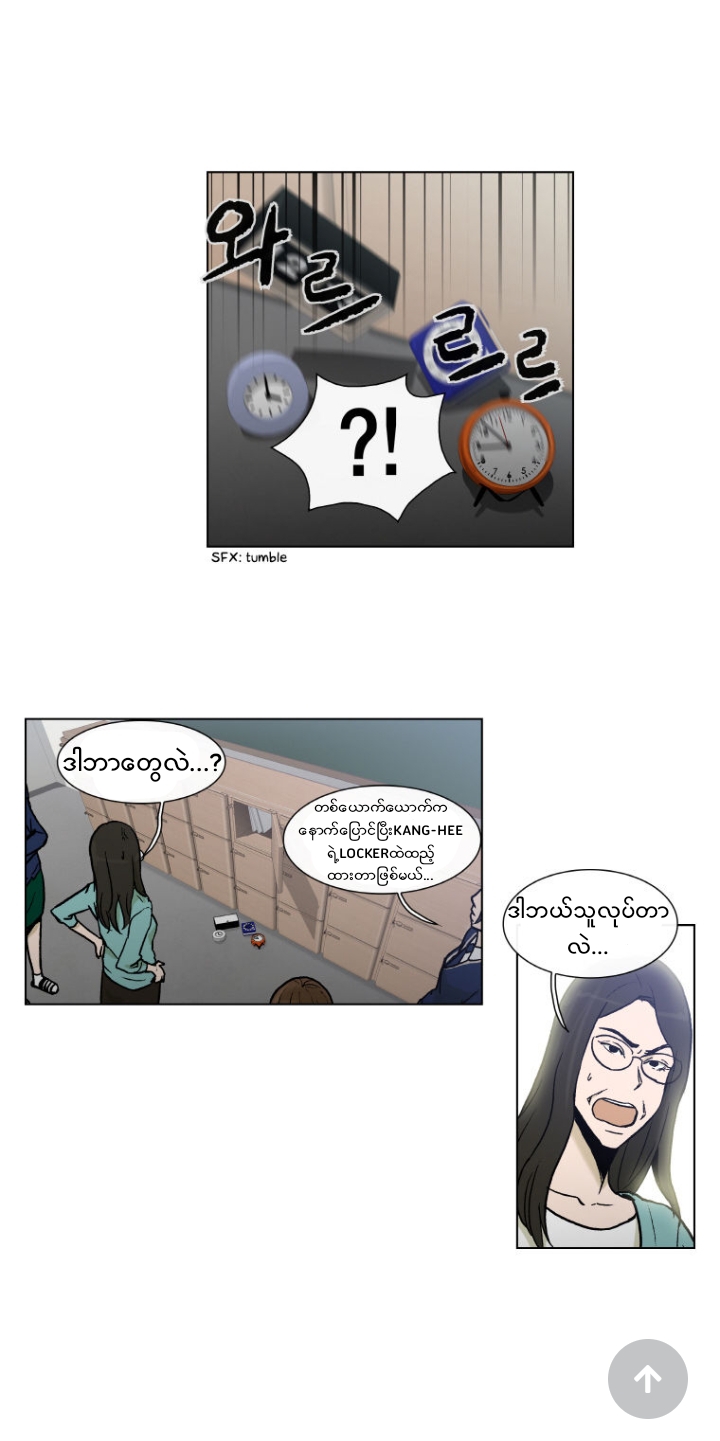 와르르르
?!
SFX: tumble
ဒါဘာတွေလဲ...?
တစ်ယောက်ယောက်က
နောက်ပြောင်ပြီးKANG-HEE
ရဲ့LOCKERထဲထည့်
ထားတာဖြစ်မယ်...
ဒါဘယ်သူလုပ်တာ
လဲ...